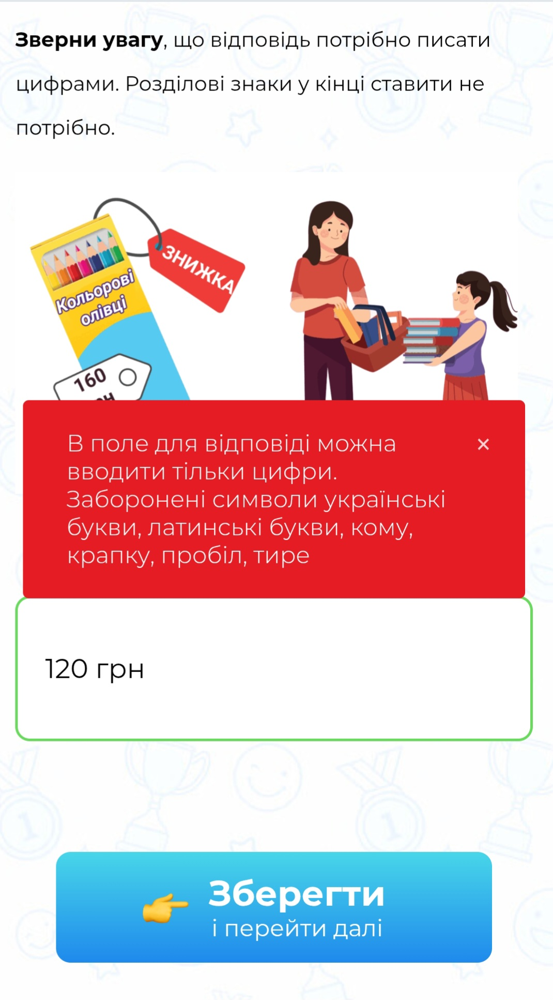 Зверни увагу, що відповідь потрібно писати
цифрами. Розділові знаки у кінці ставити не
потрібно.
ЗНИЖКА
Кольорові
олівці
160
В поле для відповіді можна
вводити тільки цифри.
Заборонені символи українські
букви, латинські букви, кому,
крапку, пробіл, тире
×
120 грн
Зберегти
і перейти далі